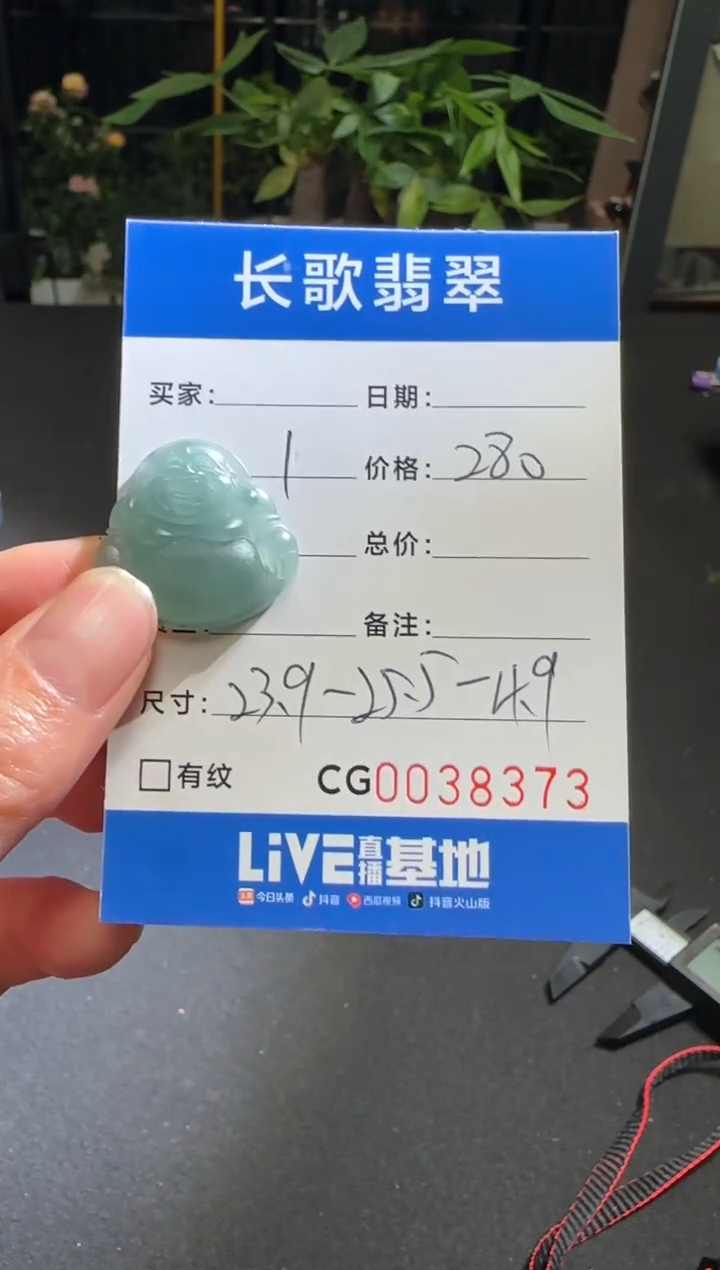 长歌翡翠
买家: 日期:
1 价格: 280
总价:
备注:
尺寸: 23.9-25.5-4.9
有纹 CG0038373
LiVE直播基地
头条 今日头条 抖音 西瓜视频 抖音火山版